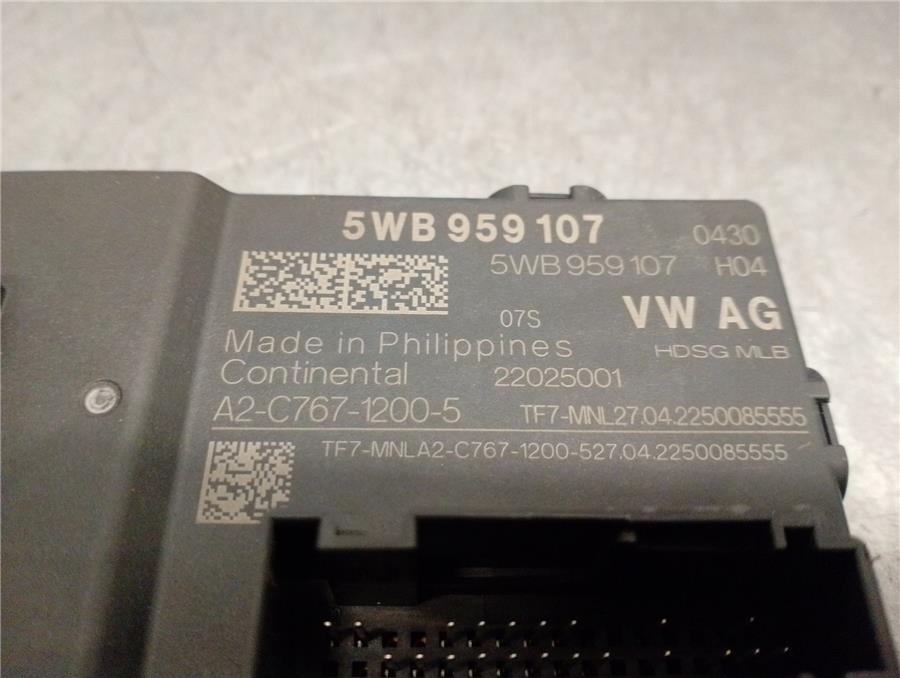 5WB 959 107 0430
5WB 959 107 H04
07S VW AG
Made in Philippines HDSG MLB
Continental 22025001
A2-C767-1200-5 TF7-MNL27.04.2250085555
TF7-MNLA2-C767-1200-527.04.2250085555